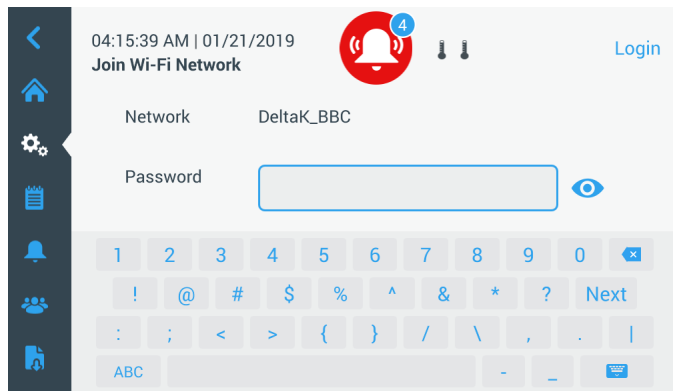 04:15:39 AM | 01/21/2019
4
Login
Join Wi-Fi Network
Network DeltaK_BBC
Password
1 2 3 4 5 6 7 8 9 0
! @ # $ % ^ & * ? Next
: ; < > { } / \ , . |
ABC - _